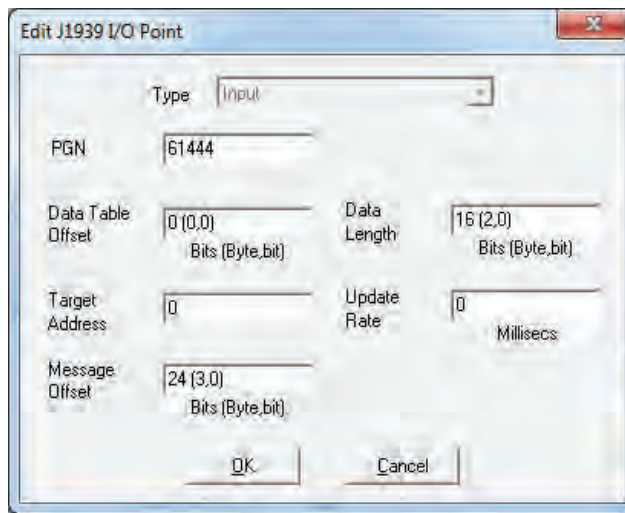 Edit J1939 I/O Point
Type Input
PGN 61444
Data Table Offset 0 (0,0) Bits (Byte,bit)
Data Length 16 (2,0) Bits (Byte,bit)
Target Address 0
Update Rate 0 Millisecs
Message Offset 24 (3,0) Bits (Byte,bit)
OK Cancel